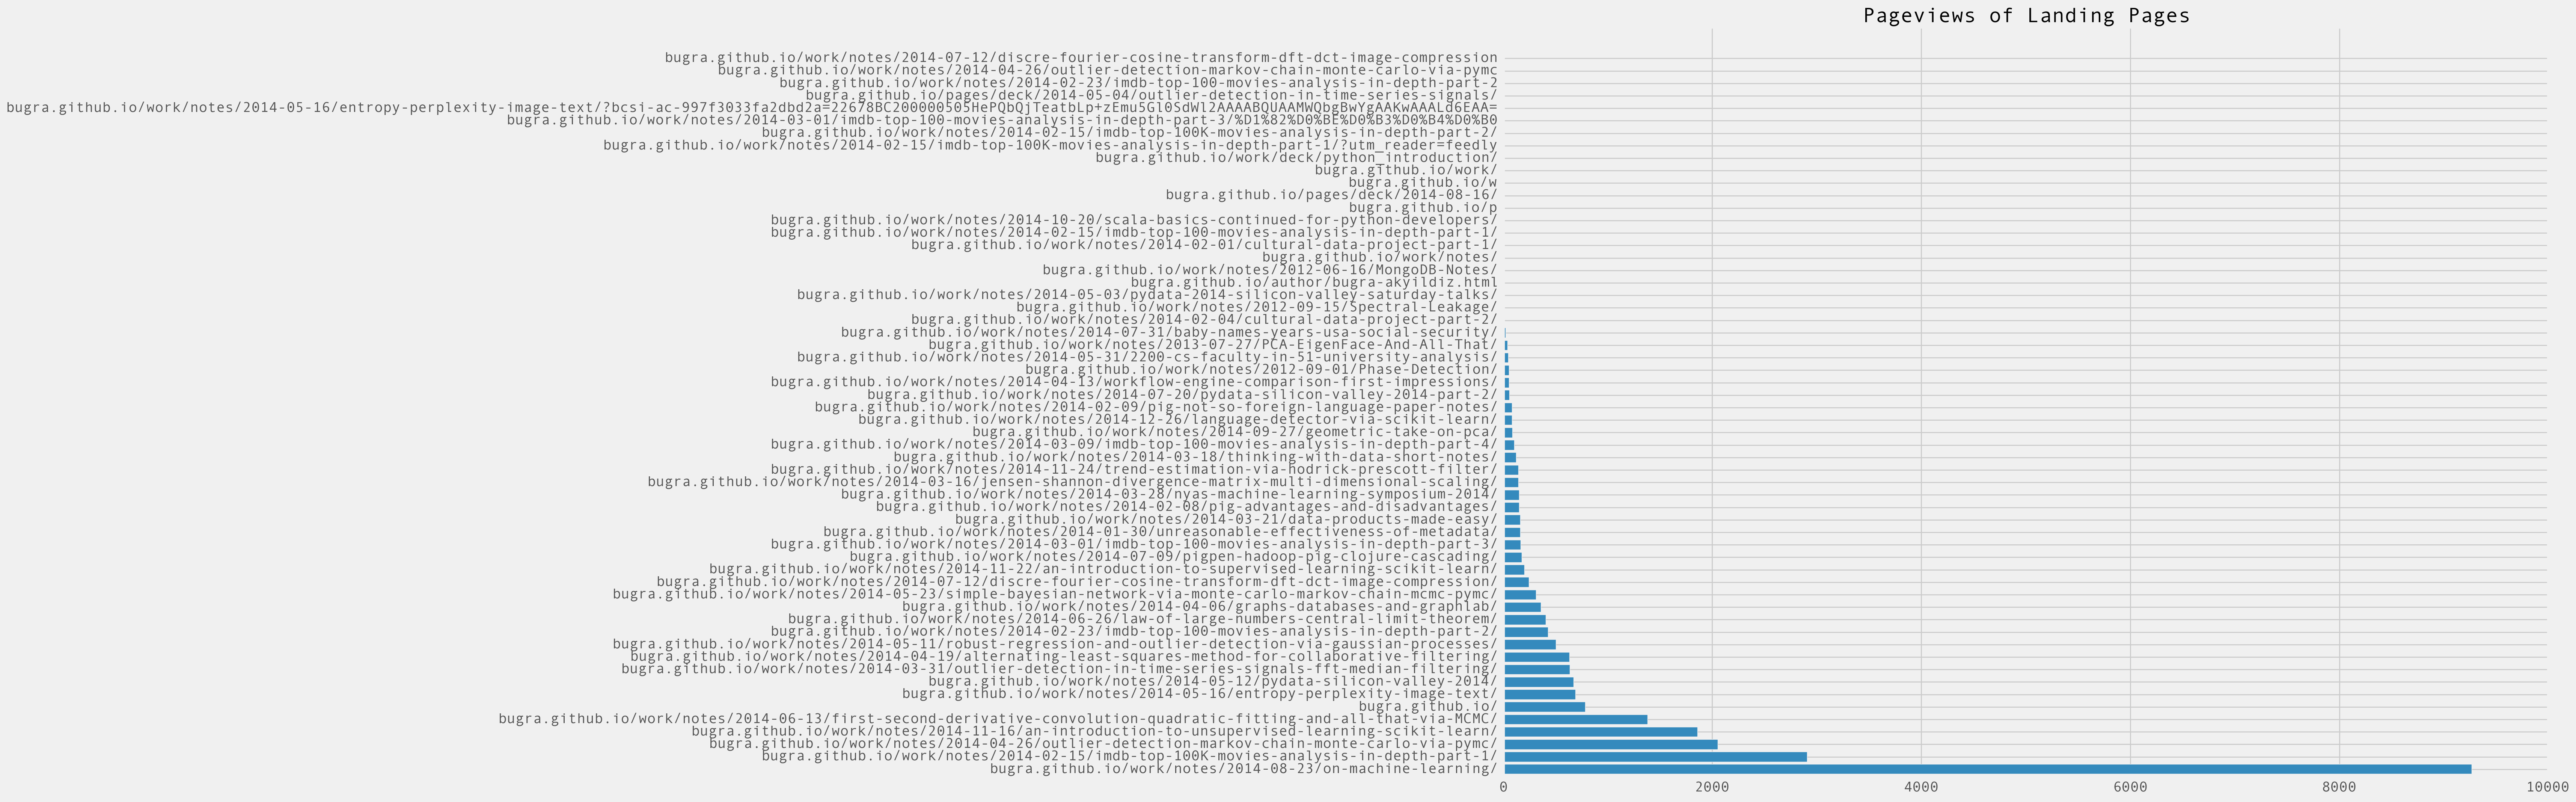 Pageviews of Landing Pages
bugra.github.io/work/notes/2014-07-12/discre-fourier-cosine-transform-dft-dct-image-compression
bugra.github.io/work/notes/2014-04-26/outlier-detection-markov-chain-monte-carlo-via-pymc
bugra.github.io/work/notes/2014-02-23/imdb-top-100-movies-analysis-in-depth-part-2
bugra.github.io/pages/deck/2014-05-04/outlier-detection-in-time-series-signals/
bugra.github.io/work/notes/2014-05-16/entropy-perplexity-image-text/?bcsi-ac-997f3033fa2dbd2a=22678BC200000505HePQbQjTeatbLp+zEmu5Gl0SdWl2AAAABQUAAMWQbgBwYgAAKwAAALd6EAA=
bugra.github.io/work/notes/2014-03-01/imdb-top-100-movies-analysis-in-depth-part-3/%D1%82%D0%BE%D0%B3%D0%B4%D0%B0
bugra.github.io/work/notes/2014-02-15/imdb-top-100K-movies-analysis-in-depth-part-2/
bugra.github.io/work/notes/2014-02-15/imdb-top-100K-movies-analysis-in-depth-part-1/?utm_reader=feedly
bugra.github.io/work/deck/python_introduction/
bugra.github.io/work/
bugra.github.io/w
bugra.github.io/pages/deck/2014-08-16/
bugra.github.io/p
bugra.github.io/work/notes/2014-10-20/scala-basics-continued-for-python-developers/
bugra.github.io/work/notes/2014-02-15/imdb-top-100-movies-analysis-in-depth-part-1/
bugra.github.io/work/notes/2014-02-01/cultural-data-project-part-1/
bugra.github.io/work/notes/
bugra.github.io/work/notes/2012-06-16/MongoDB-Notes/
bugra.github.io/author/bugra-akyildiz.html
bugra.github.io/work/notes/2014-05-03/pydata-2014-silicon-valley-saturday-talks/
bugra.github.io/work/notes/2012-09-15/Spectral-Leakage/
bugra.github.io/work/notes/2014-02-04/cultural-data-project-part-2/
bugra.github.io/work/notes/2014-07-31/baby-names-years-usa-social-security/
bugra.github.io/work/notes/2013-07-27/PCA-EigenFace-And-All-That/
bugra.github.io/work/notes/2014-05-31/2200-cs-faculty-in-51-university-analysis/
bugra.github.io/work/notes/2012-09-01/Phase-Detection/
bugra.github.io/work/notes/2014-04-13/workflow-engine-comparison-first-impressions/
bugra.github.io/work/notes/2014-07-20/pydata-silicon-valley-2014-part-2/
bugra.github.io/work/notes/2014-02-09/pig-not-so-foreign-language-paper-notes/
bugra.github.io/work/notes/2014-12-26/language-detector-via-scikit-learn/
bugra.github.io/work/notes/2014-09-27/geometric-take-on-pca/
bugra.github.io/work/notes/2014-03-09/imdb-top-100-movies-analysis-in-depth-part-4/
bugra.github.io/work/notes/2014-03-18/thinking-with-data-short-notes/
bugra.github.io/work/notes/2014-11-24/trend-estimation-via-hodrick-prescott-filter/
bugra.github.io/work/notes/2014-03-16/jensen-shannon-divergence-matrix-multi-dimensional-scaling/
bugra.github.io/work/notes/2014-03-28/nyas-machine-learning-symposium-2014/
bugra.github.io/work/notes/2014-02-08/pig-advantages-and-disadvantages/
bugra.github.io/work/notes/2014-03-21/data-products-made-easy/
bugra.github.io/work/notes/2014-01-30/unreasonable-effectiveness-of-metadata/
bugra.github.io/work/notes/2014-03-01/imdb-top-100-movies-analysis-in-depth-part-3/
bugra.github.io/work/notes/2014-07-09/pigpen-hadoop-pig-clojure-cascading/
bugra.github.io/work/notes/2014-11-22/an-introduction-to-supervised-learning-scikit-learn/
bugra.github.io/work/notes/2014-07-12/discre-fourier-cosine-transform-dft-dct-image-compression/
bugra.github.io/work/notes/2014-05-23/simple-bayesian-network-via-monte-carlo-markov-chain-mcmc-pymc/
bugra.github.io/work/notes/2014-04-06/graphs-databases-and-graphlab/
bugra.github.io/work/notes/2014-06-26/law-of-large-numbers-central-limit-theorem/
bugra.github.io/work/notes/2014-02-23/imdb-top-100-movies-analysis-in-depth-part-2/
bugra.github.io/work/notes/2014-05-11/robust-regression-and-outlier-detection-via-gaussian-processes/
bugra.github.io/work/notes/2014-04-19/alternating-least-squares-method-for-collaborative-filtering/
bugra.github.io/work/notes/2014-03-31/outlier-detection-in-time-series-signals-fft-median-filtering/
bugra.github.io/work/notes/2014-05-12/pydata-silicon-valley-2014/
bugra.github.io/work/notes/2014-05-16/entropy-perplexity-image-text/
bugra.github.io/
bugra.github.io/work/notes/2014-06-13/first-second-derivative-convolution-quadratic-fitting-and-all-that-via-MCMC/
bugra.github.io/work/notes/2014-11-16/an-introduction-to-unsupervised-learning-scikit-learn/
bugra.github.io/work/notes/2014-04-26/outlier-detection-markov-chain-monte-carlo-via-pymc/
bugra.github.io/work/notes/2014-02-15/imdb-top-100K-movies-analysis-in-depth-part-1/
bugra.github.io/work/notes/2014-08-23/on-machine-learning/
0 2000 4000 6000 8000 10000